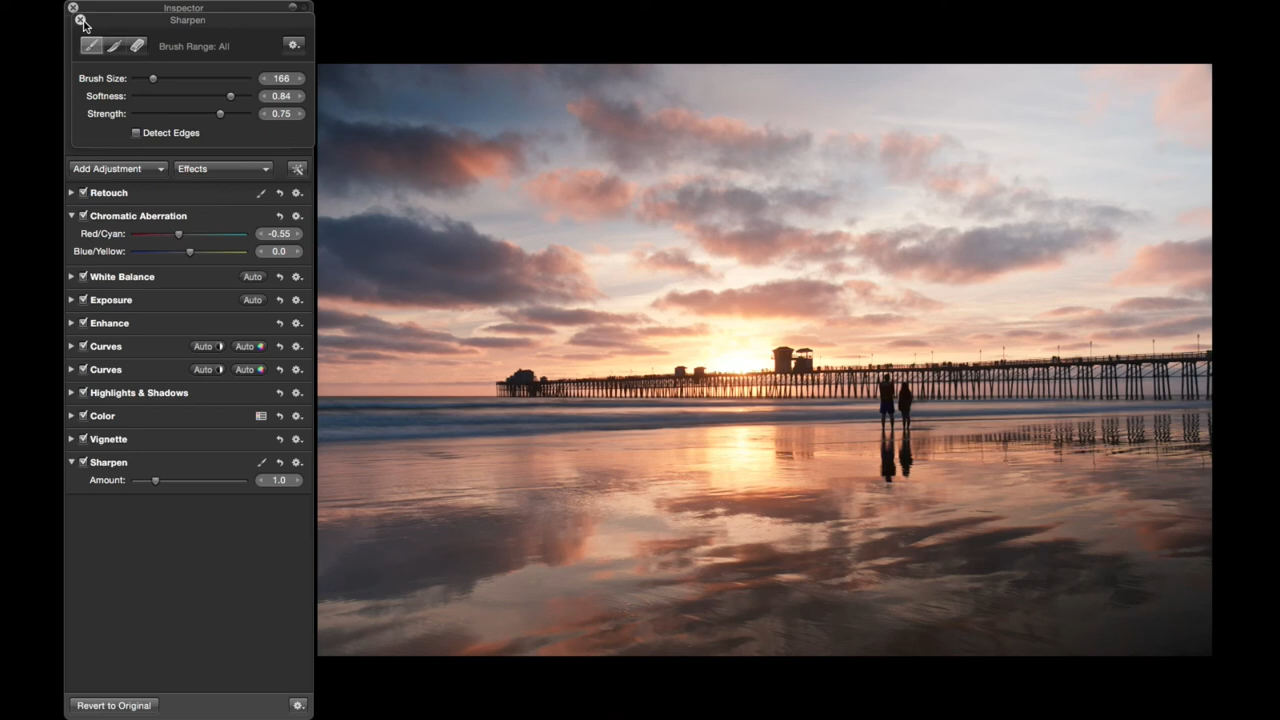 Inspector
Sharpen
Brush Range: All
Brush Size: 166
Softness: 0.84
Strength: 0.75
Detect Edges
Add Adjustment Effects
Retouch
Chromatic Aberration
Red/Cyan: -0.55
Blue/Yellow: 0.0
White Balance Auto
Exposure Auto
Enhance
Curves Auto Auto
Curves Auto Auto
Highlights & Shadows
Color
Vignette
Sharpen
Amount: 1.0
Revert to Original